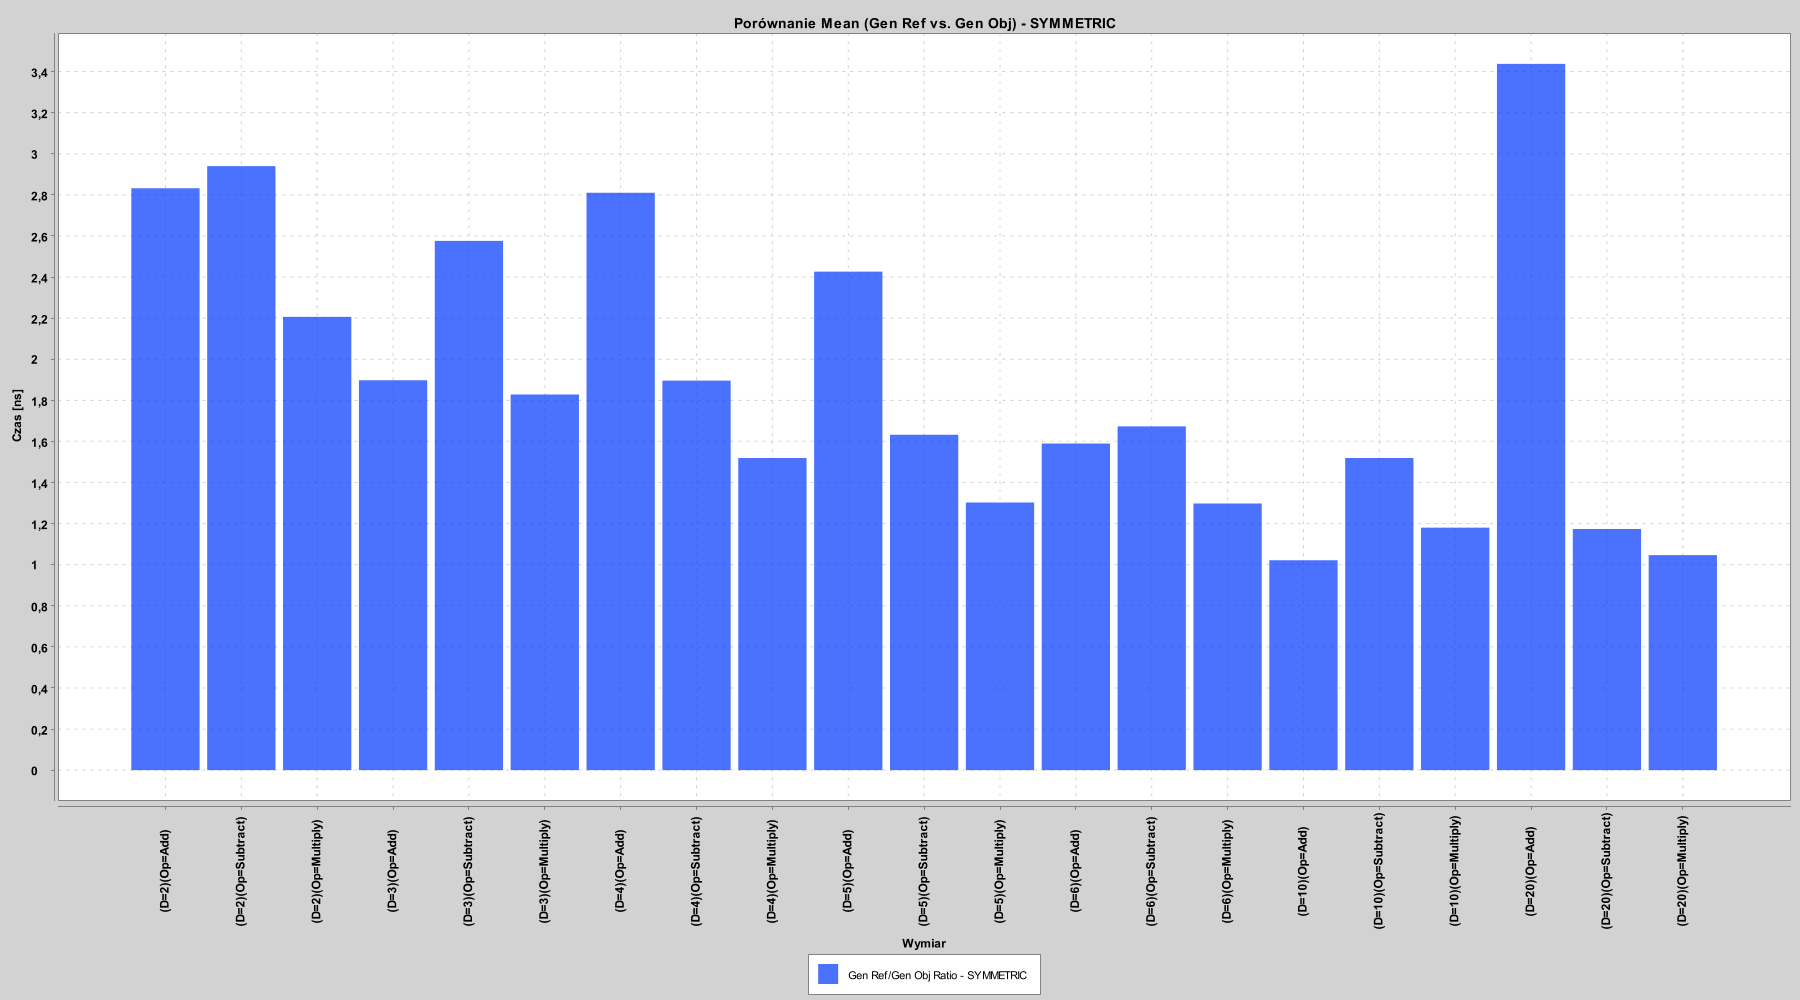 Porównanie Mean (Gen Ref vs. Gen Obj) - SYMMETRIC
3,4
3,2
3
2,8
2,6
2,4
2,2
2
1,8
1,6
1,4
1,2
1
0,8
0,6
0,4
0,2
0
Czas [ns]
(D=2)(Op=Add)
(D=2)(Op=Subtract)
(D=2)(Op=Multiply)
(D=3)(Op=Add)
(D=3)(Op=Subtract)
(D=3)(Op=Multiply)
(D=4)(Op=Add)
(D=4)(Op=Subtract)
(D=4)(Op=Multiply)
(D=5)(Op=Add)
(D=5)(Op=Subtract)
(D=5)(Op=Multiply)
(D=6)(Op=Add)
(D=6)(Op=Subtract)
(D=6)(Op=Multiply)
(D=10)(Op=Add)
(D=10)(Op=Subtract)
(D=10)(Op=Multiply)
(D=20)(Op=Add)
(D=20)(Op=Subtract)
(D=20)(Op=Multiply)
Wymiar
Gen Ref/Gen Obj Ratio - SYMMETRIC